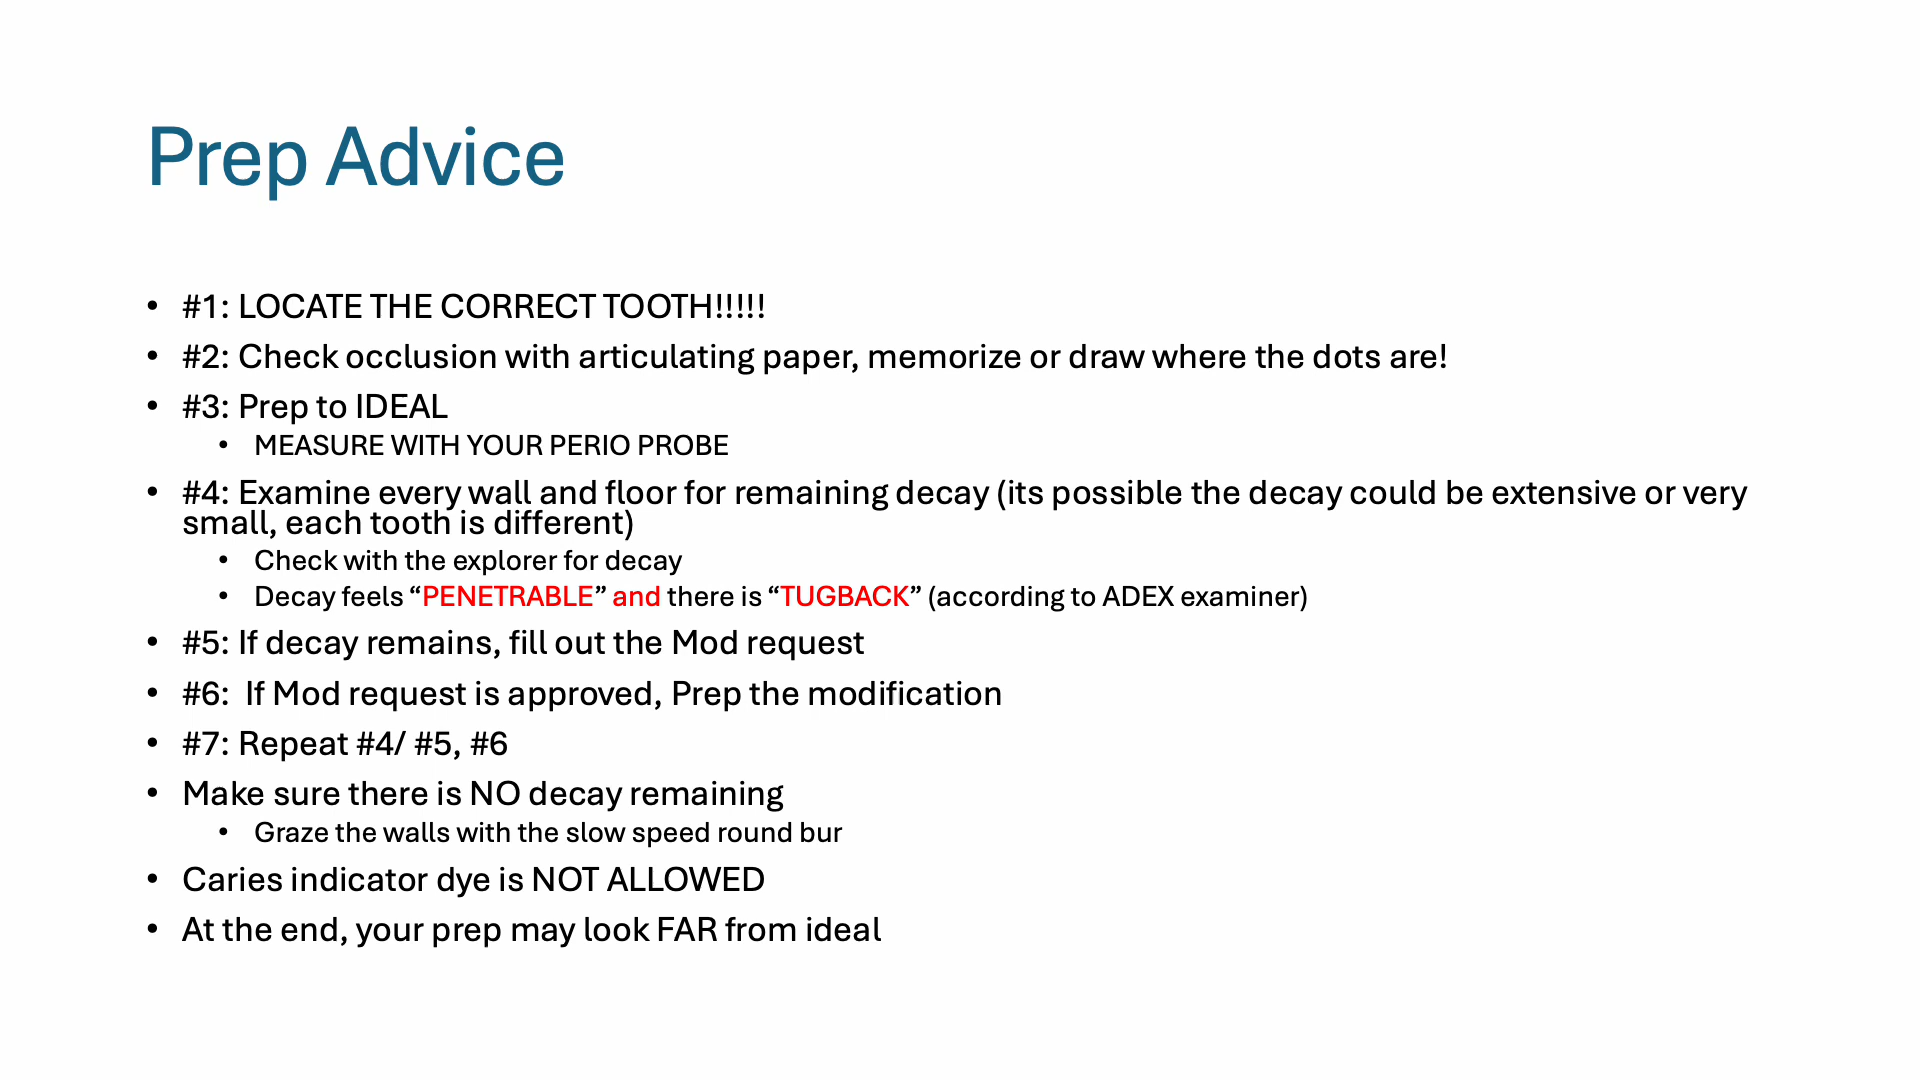 Prep Advice
• #1: LOCATE THE CORRECT TOOTH!!!!!
• #2: Check occlusion with articulating paper, memorize or draw where the dots are!
• #3: Prep to IDEAL
• MEASURE WITH YOUR PERIO PROBE
• #4: Examine every wall and floor for remaining decay (its possible the decay could be extensive or very
small, each tooth is different)
• Check with the explorer for decay
• Decay feels “PENETRABLE” and there is “TUGBACK” (according to ADEX examiner)
• #5: If decay remains, fill out the Mod request
• #6:  If Mod request is approved, Prep the modification
• #7: Repeat #4/ #5, #6
• Make sure there is NO decay remaining
• Graze the walls with the slow speed round bur
• Caries indicator dye is NOT ALLOWED
• At the end, your prep may look FAR from ideal